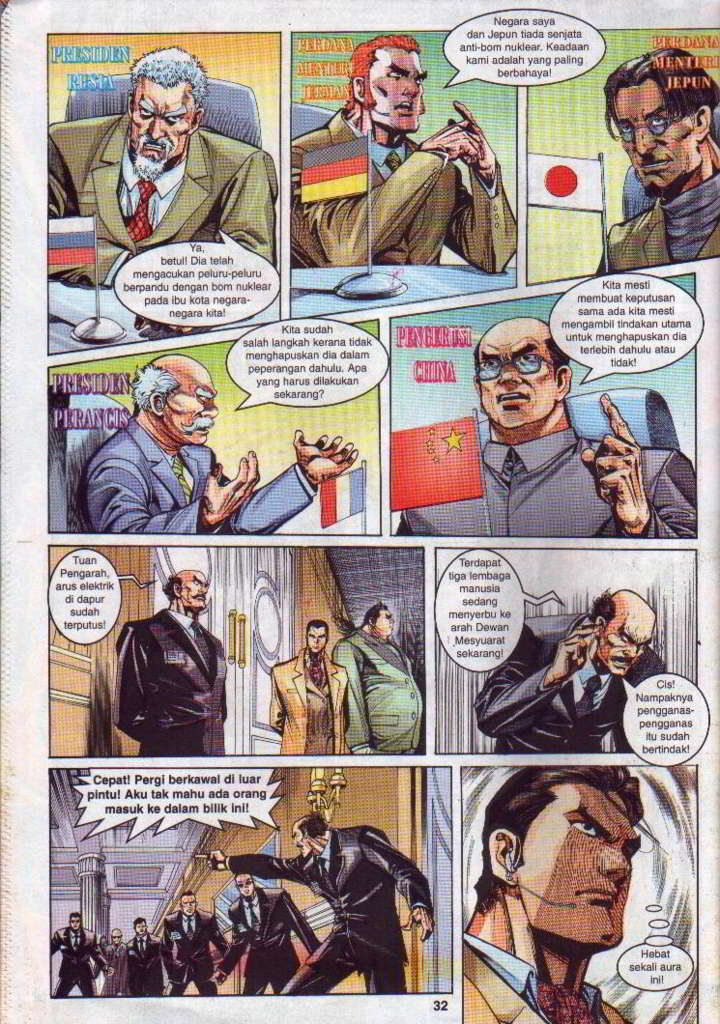 PRESIDEN
RUSIA
Ya,
betul! Dia telah
mengacukan peluru-peluru
berpandu dengan bom nuklear
pada ibu kota negara-
negara kita!
PERDANA
MENTERI
JERMAN
Negara saya
dan Jepun tiada senjata
anti-bom nuklear. Keadaan
kami adalah yang paling
berbahaya!
PERDANA
MENTERI
JEPUN
PRESIDEN
PERANCIS
Kita sudah
salah langkah kerana tidak
menghapuskan dia dalam
peperangan dahulu. Apa
yang harus dilakukan
sekarang?
PENGERUSI
CHINA
Kita mesti
membuat keputusan
sama ada kita mesti
mengambil tindakan utama
untuk menghapuskan dia
terlebih dahulu atau
tidak!
Tuan
Pengarah,
arus elektrik
di dapur
sudah
terputus!
Terdapat
tiga lembaga
manusia
sedang
menyerbu ke
arah Dewan
Mesyuarat
sekarang!
Cis!
Nampaknya
pengganas-
pengganas
itu sudah
bertindak!
Cepat! Pergi berkawal di luar
pintu! Aku tak mahu ada orang
masuk ke dalam bilik ini!
Hebat
sekali aura
ini!
32